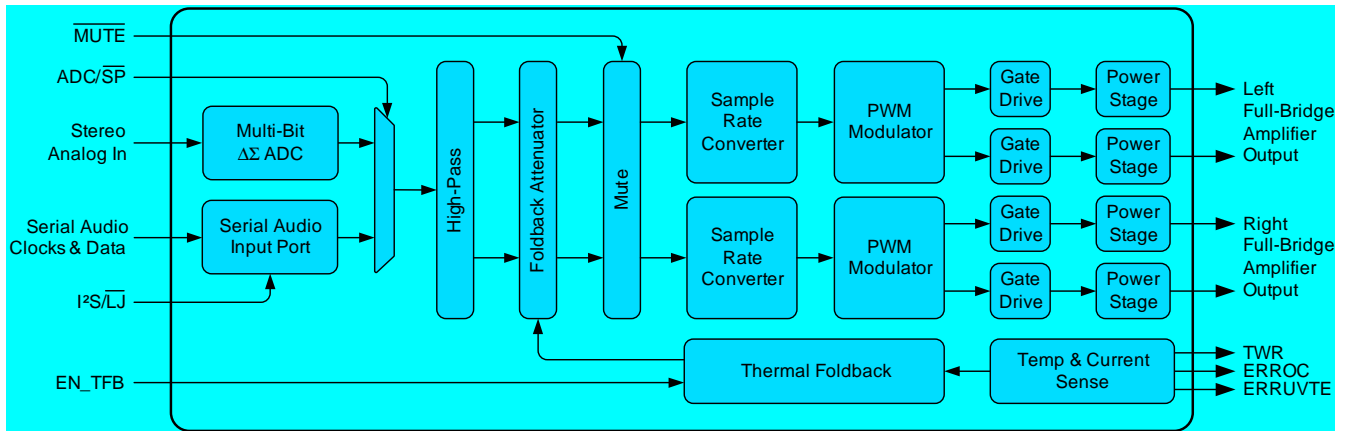 MUTE
ADC/SP
Stereo
Analog In
Serial Audio
Clocks & Data
I²S/LJ
EN_TFB
Multi-Bit
ΔΣ ADC
Serial Audio
Input Port
High-Pass
Foldback Attenuator
Mute
Sample
Rate
Converter
PWM
Modulator
Gate
Drive
Power
Stage
Gate
Drive
Power
Stage
Sample
Rate
Converter
PWM
Modulator
Gate
Drive
Power
Stage
Gate
Drive
Power
Stage
Thermal Foldback
Temp & Current
Sense
Left
Full-Bridge
Amplifier
Output
Right
Full-Bridge
Amplifier
Output
TWR
ERROC
ERRUVTE